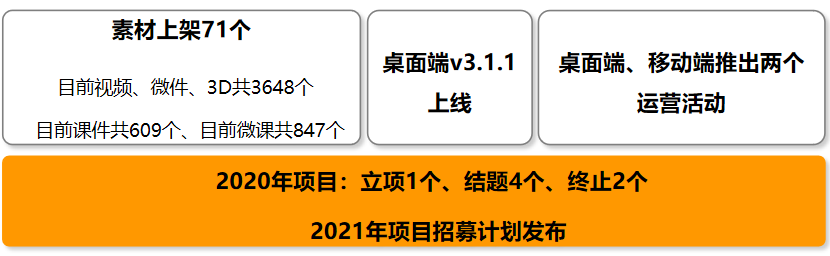 素材上架71个
目前视频、微件、3D共3648个
目前课件共609个、目前微课共847个
桌面端v3.1.1
上线
桌面端、移动端推出两个
运营活动
2020年项目：立项1个、结题4个、终止2个
2021年项目招募计划发布